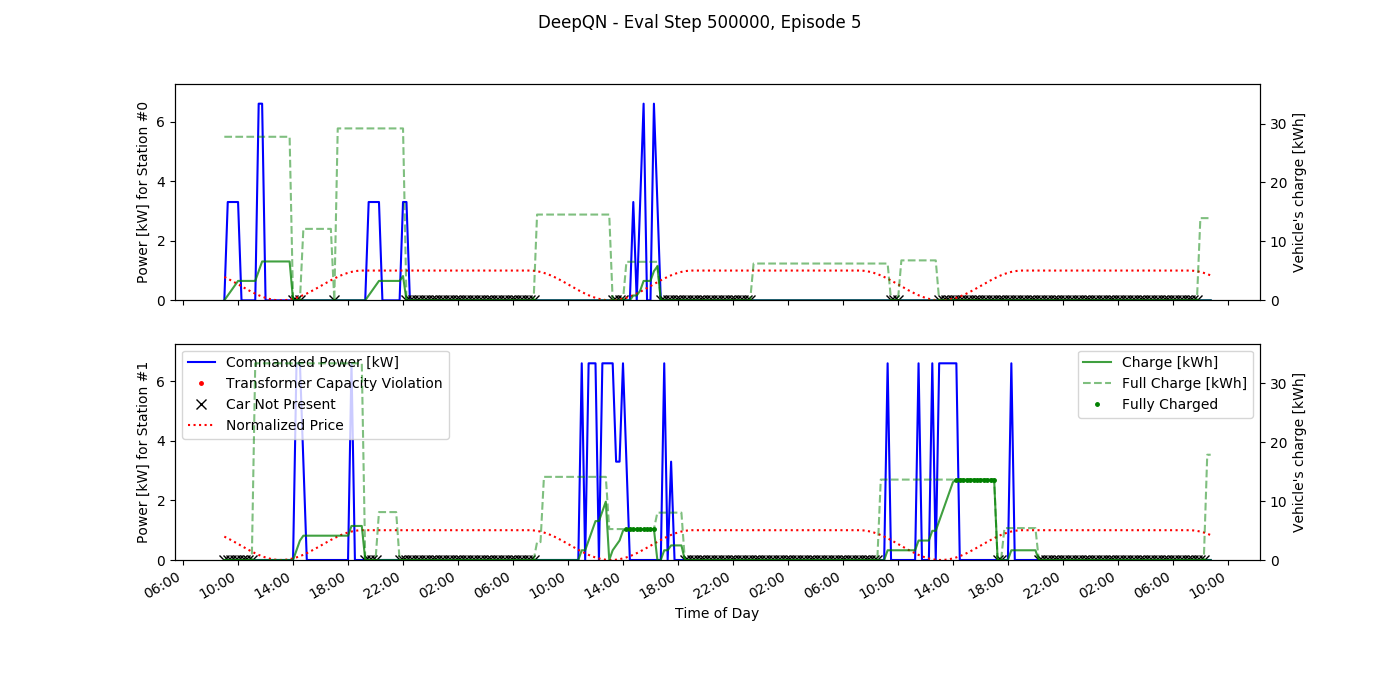 DeepQN - Eval Step 500000, Episode 5
Power [kW] for Station #0
6
4
2
0
30
20
10
0
Vehicle's charge [kWh]
Power [kW] for Station #1
6
4
2
0
Commanded Power [kW]
Transformer Capacity Violation
Car Not Present
Normalized Price
Charge [kWh]
Full Charge [kWh]
Fully Charged
30
20
10
0
Vehicle's charge [kWh]
06:00 10:00 14:00 18:00 22:00 02:00 06:00 10:00 14:00 18:00 22:00 02:00 06:00 10:00 14:00 18:00 22:00 02:00 06:00 10:00
Time of Day